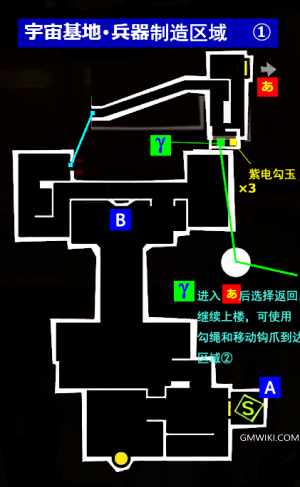 宇宙基地·兵器制造区域 ①
あ
γ
紫电勾玉
×3
B
γ 进入 あ 后选择返回,
继续上楼，可使用
勾绳和移动钩爪到达
区域②
A
S
GMWIKI.COM